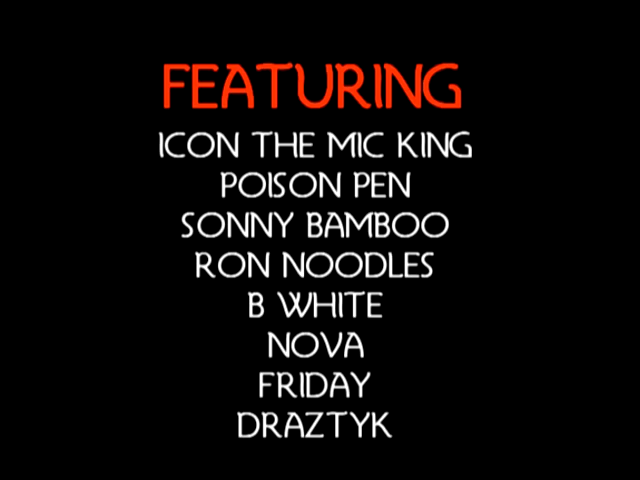 FEATURING
ICON THE MIC KING
POISON PEN
SONNY BAMBOO
RON NOODLES
B WHITE
NOVA
FRIDAY
DRAZTYK